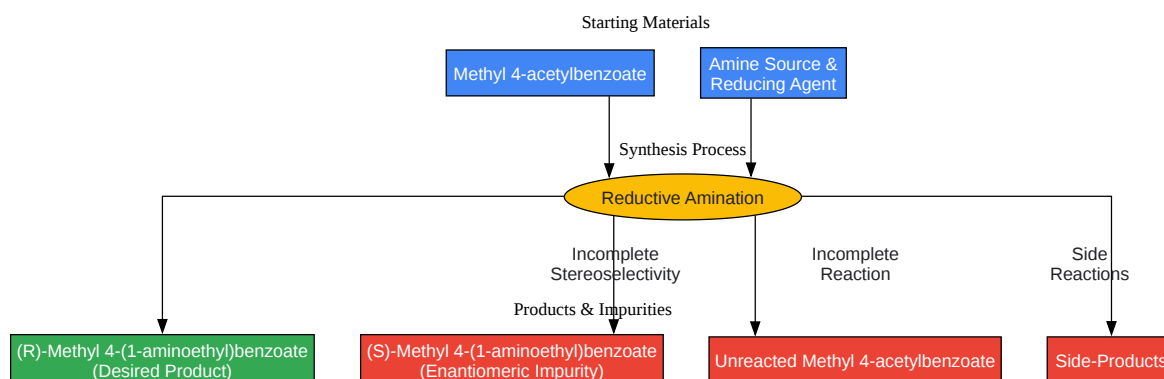 Starting Materials
Methyl 4-acetylbenzoate
Amine Source &
Reducing Agent
Synthesis Process
Reductive Amination
Incomplete
Stereoselectivity
Incomplete
Reaction
Side
Reactions
Products & Impurities
(R)-Methyl 4-(1-aminoethyl)benzoate
(Desired Product)
(S)-Methyl 4-(1-aminoethyl)benzoate
(Enantiomeric Impurity)
Unreacted Methyl 4-acetylbenzoate
Side-Products